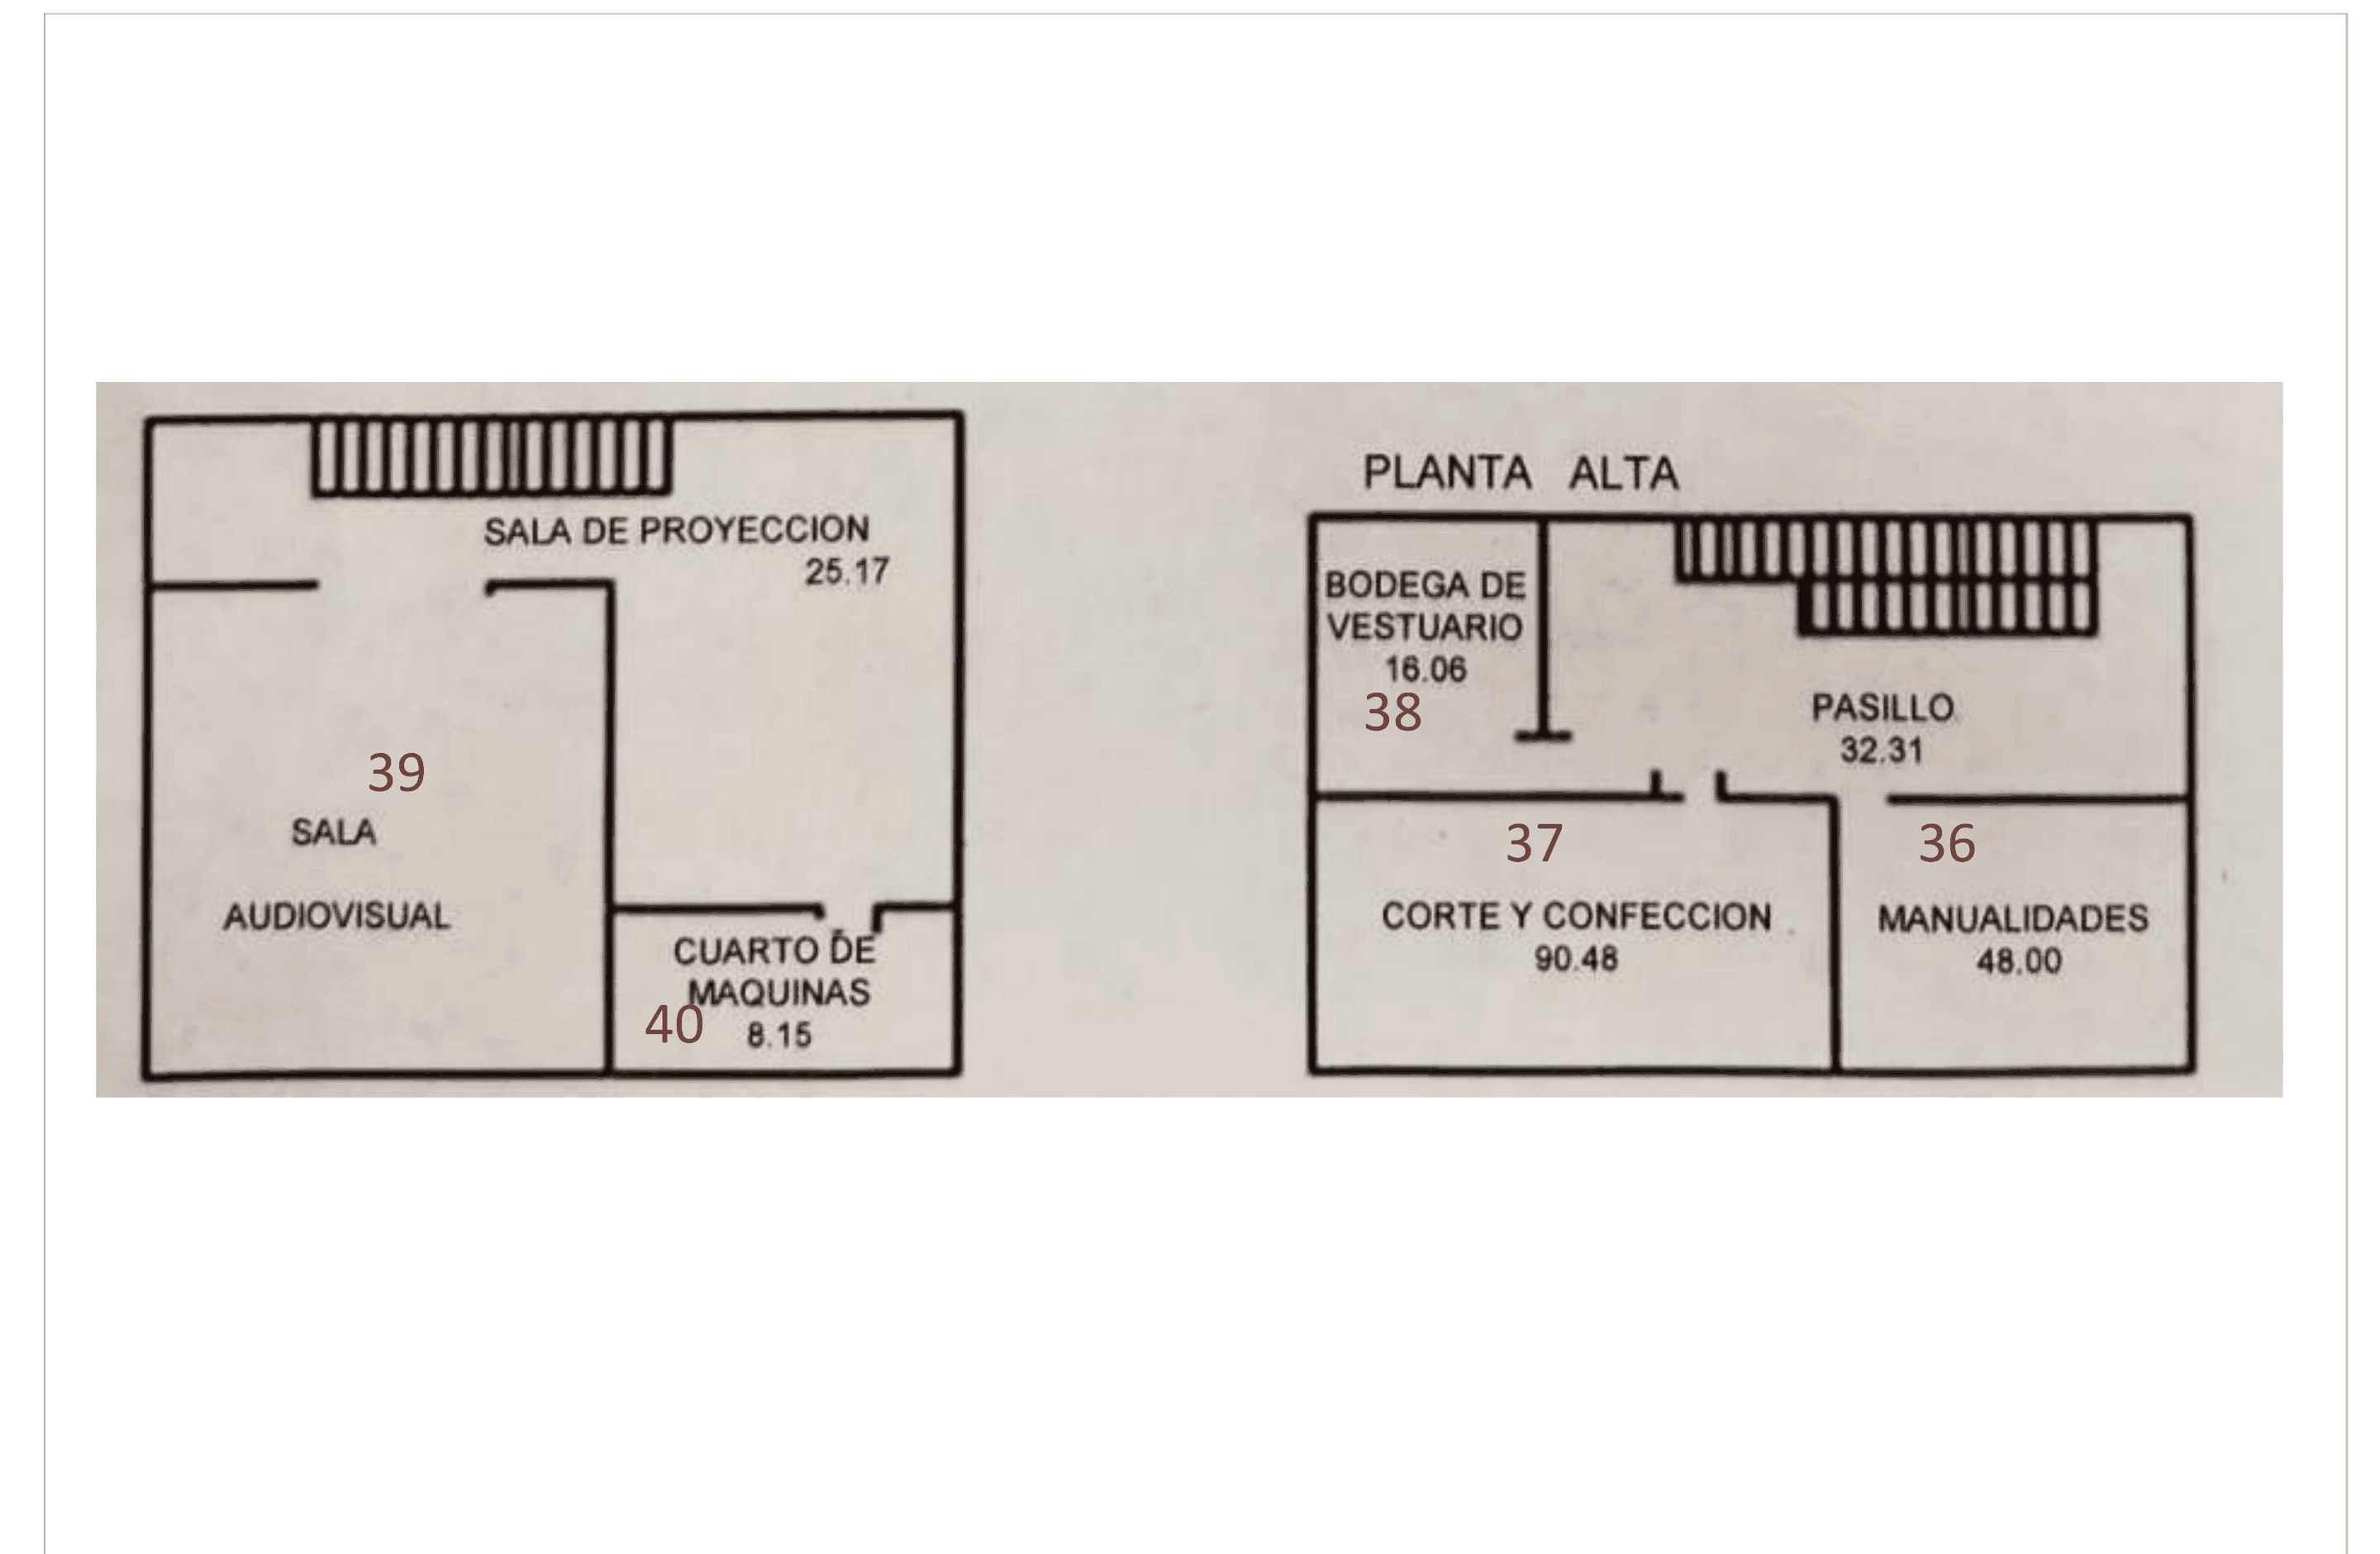 SALA DE PROYECCION
25.17
39
SALA
AUDIOVISUAL
CUARTO DE
MAQUINAS
40
8.15
PLANTA ALTA
BODEGA DE
VESTUARIO
16.06
38
PASILLO
32.31
37
CORTE Y CONFECCION
90.48
36
MANUALIDADES
48.00